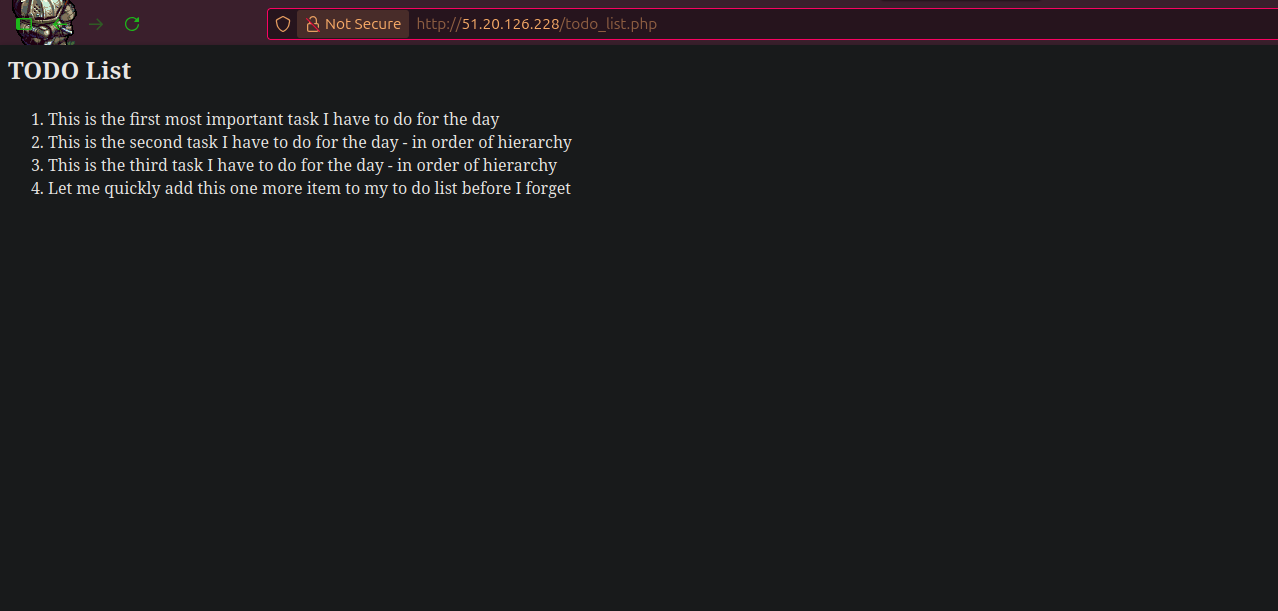 Not Secure http://51.20.126.228/todo_list.php
TODO List
1. This is the first most important task I have to do for the day
2. This is the second task I have to do for the day - in order of hierarchy
3. This is the third task I have to do for the day - in order of hierarchy
4. Let me quickly add this one more item to my to do list before I forget